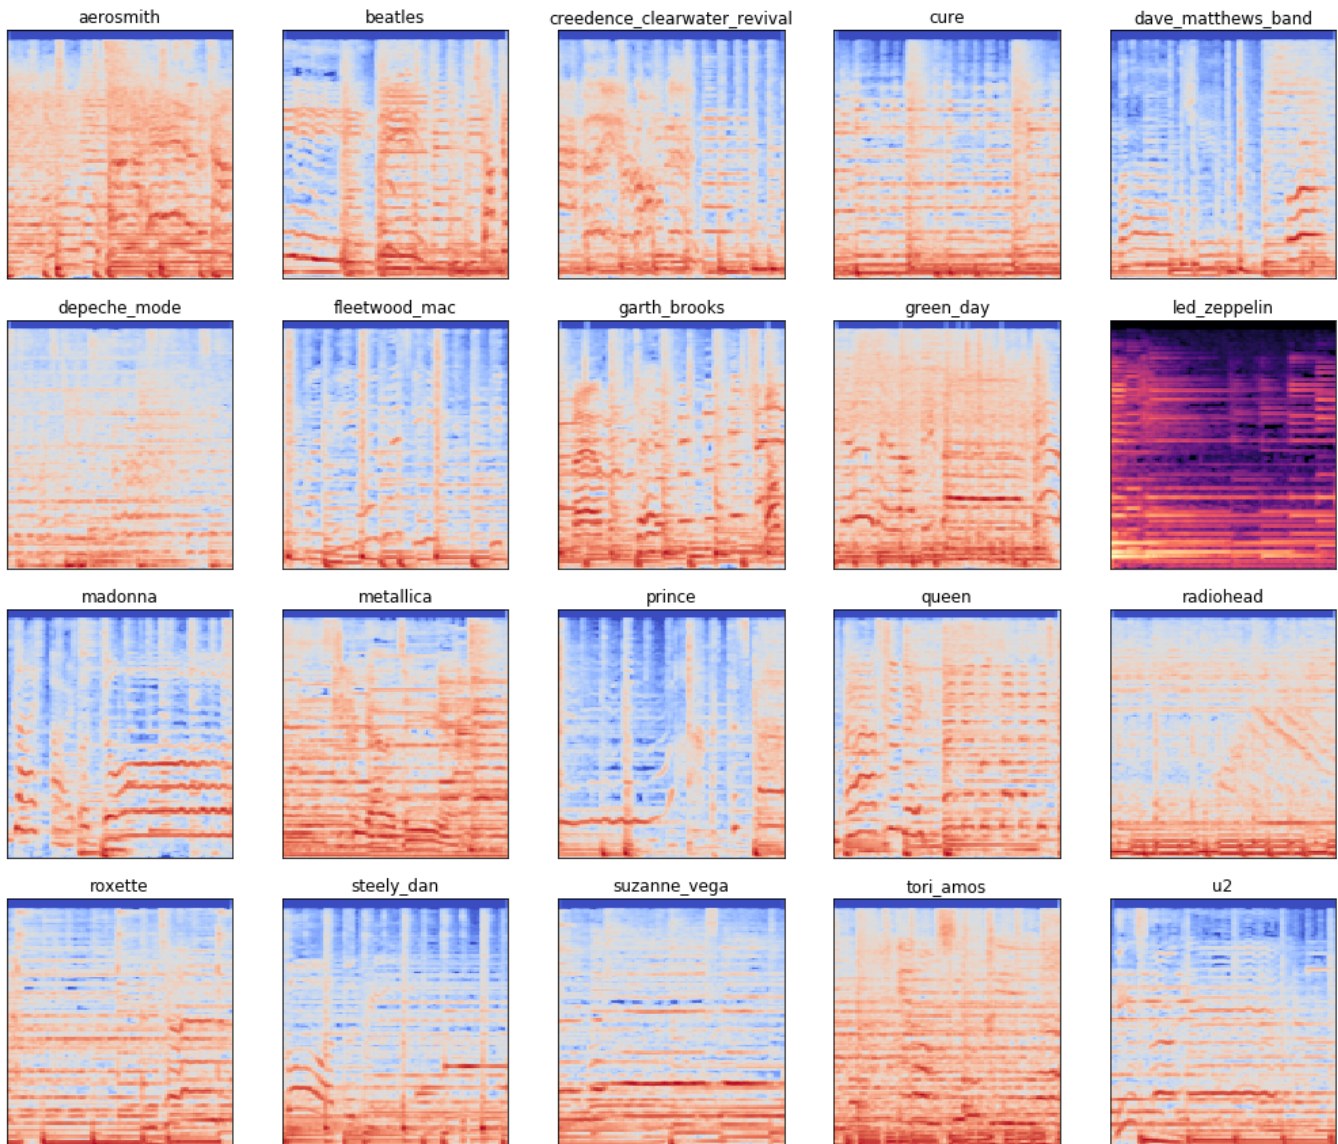 aerosmith
beatles
creedence_clearwater_revival
cure
dave_matthews_band
depeche_mode
fleetwood_mac
garth_brooks
green_day
led_zeppelin
madonna
metallica
prince
queen
radiohead
roxette
steely_dan
suzanne_vega
tori_amos
u2